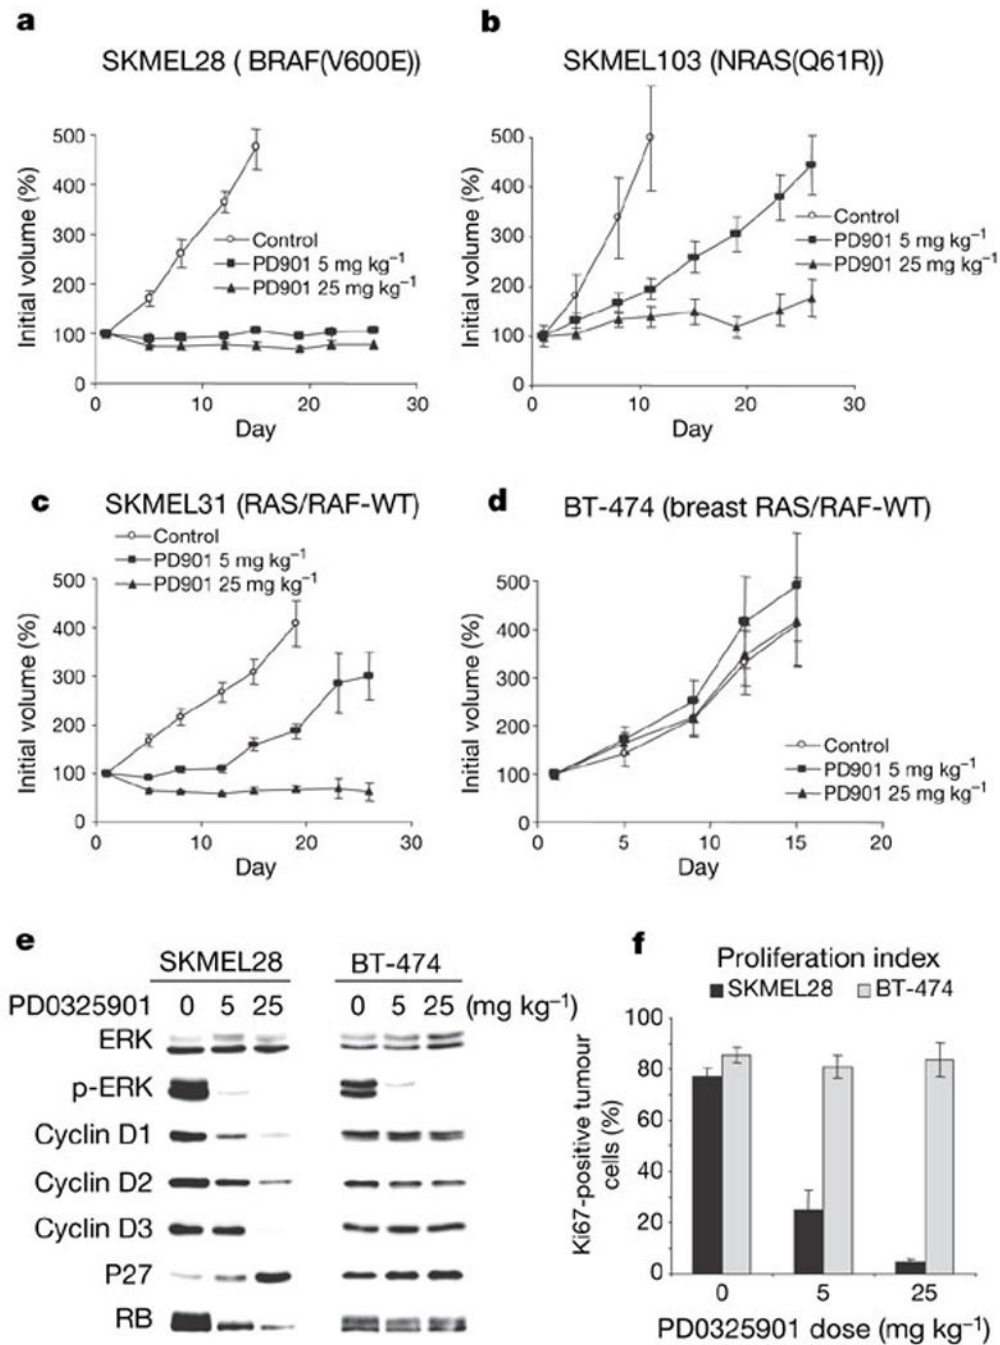 a
SKMEL28 ( BRAF(V600E))
500
400
300
200
100
0
Initial volume (%)
Control
PD901 5 mg kg⁻¹
PD901 25 mg kg⁻¹
0 10 20 30
Day
b
SKMEL103 (NRAS(Q61R))
500
400
300
200
100
0
Initial volume (%)
Control
PD901 5 mg kg⁻¹
PD901 25 mg kg⁻¹
0 10 20 30
Day
c
SKMEL31 (RAS/RAF-WT)
Control
PD901 5 mg kg⁻¹
PD901 25 mg kg⁻¹
500
400
300
200
100
0
Initial volume (%)
0 10 20 30
Day
d
BT-474 (breast RAS/RAF-WT)
500
400
300
200
100
0
Initial volume (%)
Control
PD901 5 mg kg⁻¹
PD901 25 mg kg⁻¹
0 5 10 15 20
Day
e
SKMEL28 BT-474
PD0325901 0 5 25 0 5 25 (mg kg⁻¹)
ERK
p-ERK
Cyclin D1
Cyclin D2
Cyclin D3
P27
RB
f
Proliferation index
SKMEL28 BT-474
100
80
60
40
20
0
Ki67-positive tumour
cells (%)
0 5 25
PD0325901 dose (mg kg⁻¹)